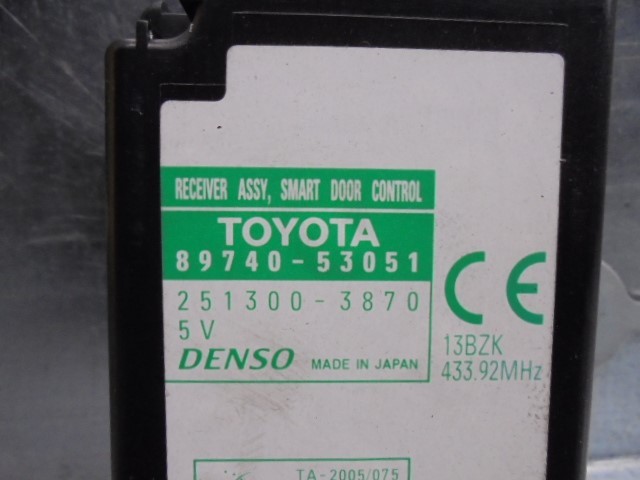 RECEIVER ASSY, SMART DOOR CONTROL
TOYOTA
89740-53051
251300-3870
5V
DENSO MADE IN JAPAN
CE
13BZK
433.92MHz
TA-2005/075